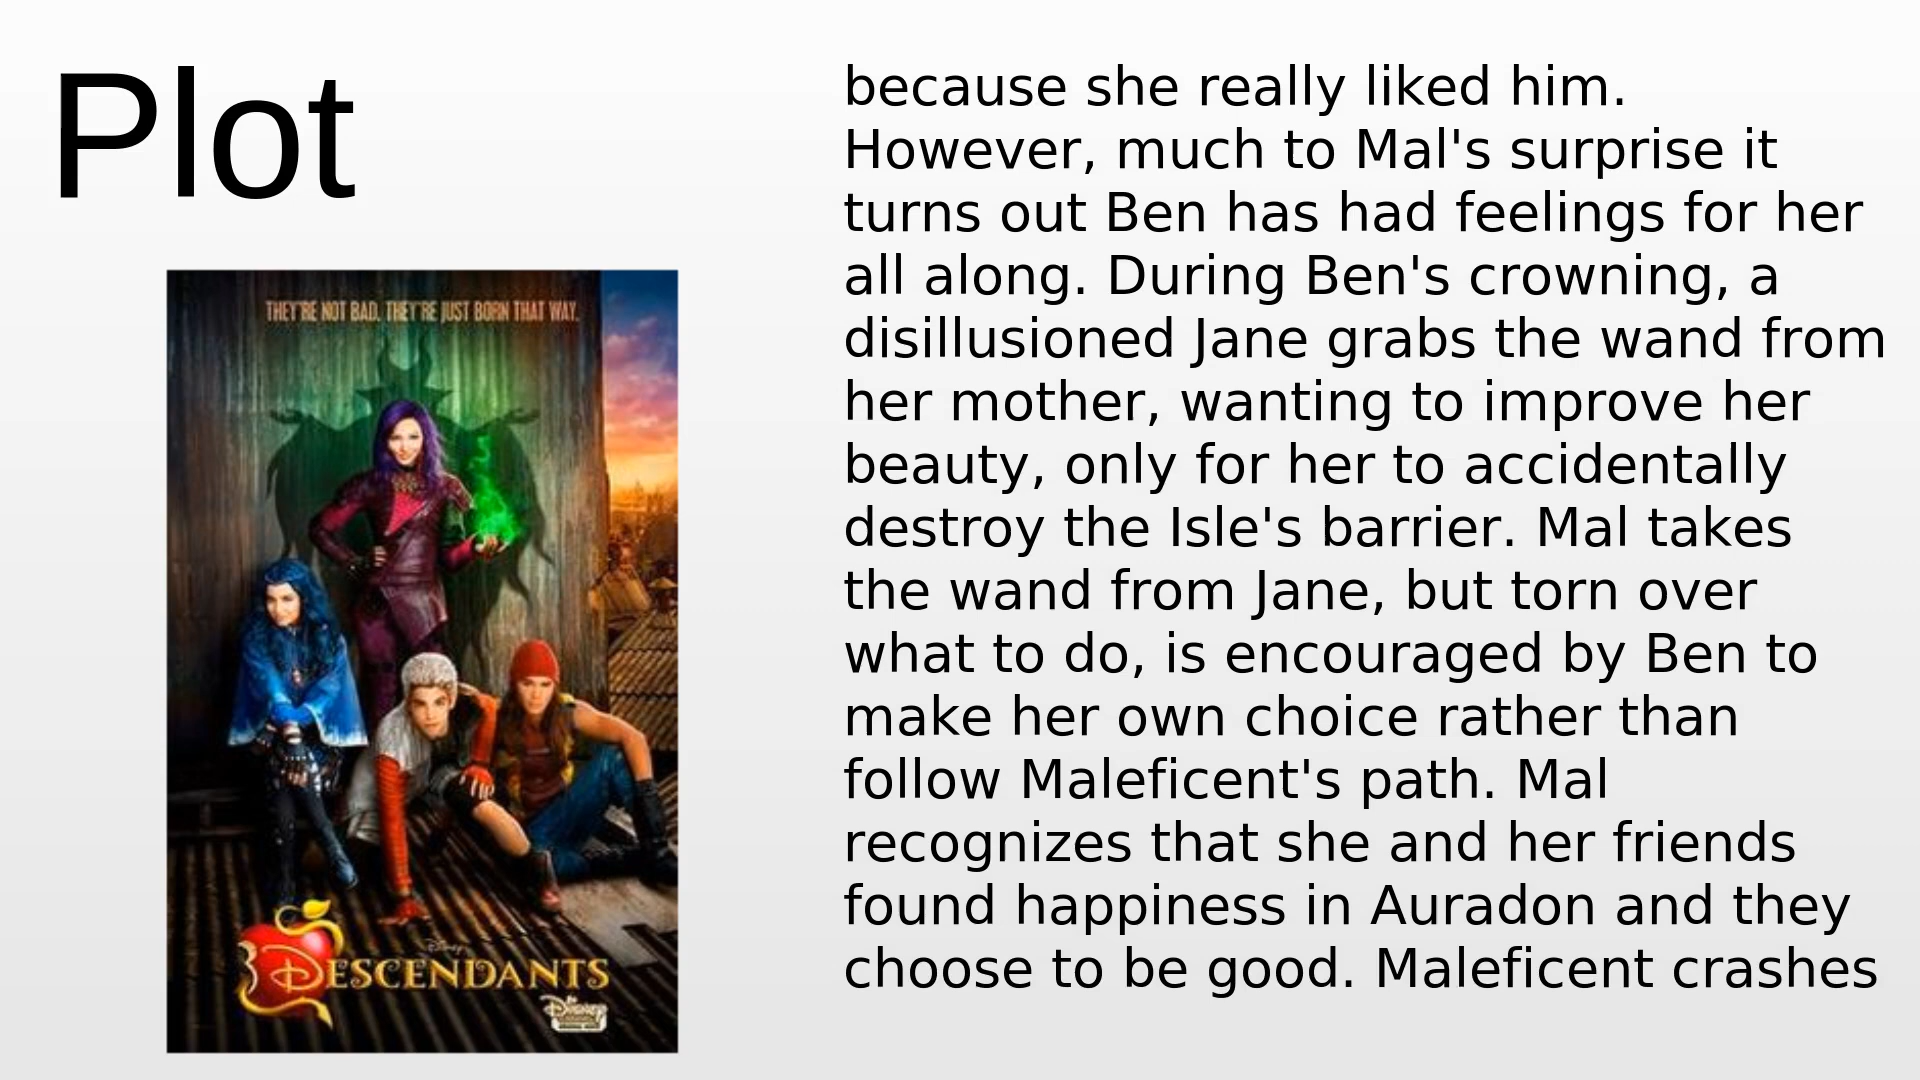 Plot
THEY'RE NOT BAD. THEY'RE JUST BORN THAT WAY.
Disney
DESCENDANTS
Disney
because she really liked him.
However, much to Mal's surprise it
turns out Ben has had feelings for her
all along. During Ben's crowning, a
disillusioned Jane grabs the wand from
her mother, wanting to improve her
beauty, only for her to accidentally
destroy the Isle's barrier. Mal takes
the wand from Jane, but torn over
what to do, is encouraged by Ben to
make her own choice rather than
follow Maleficent's path. Mal
recognizes that she and her friends
found happiness in Auradon and they
choose to be good. Maleficent crashes